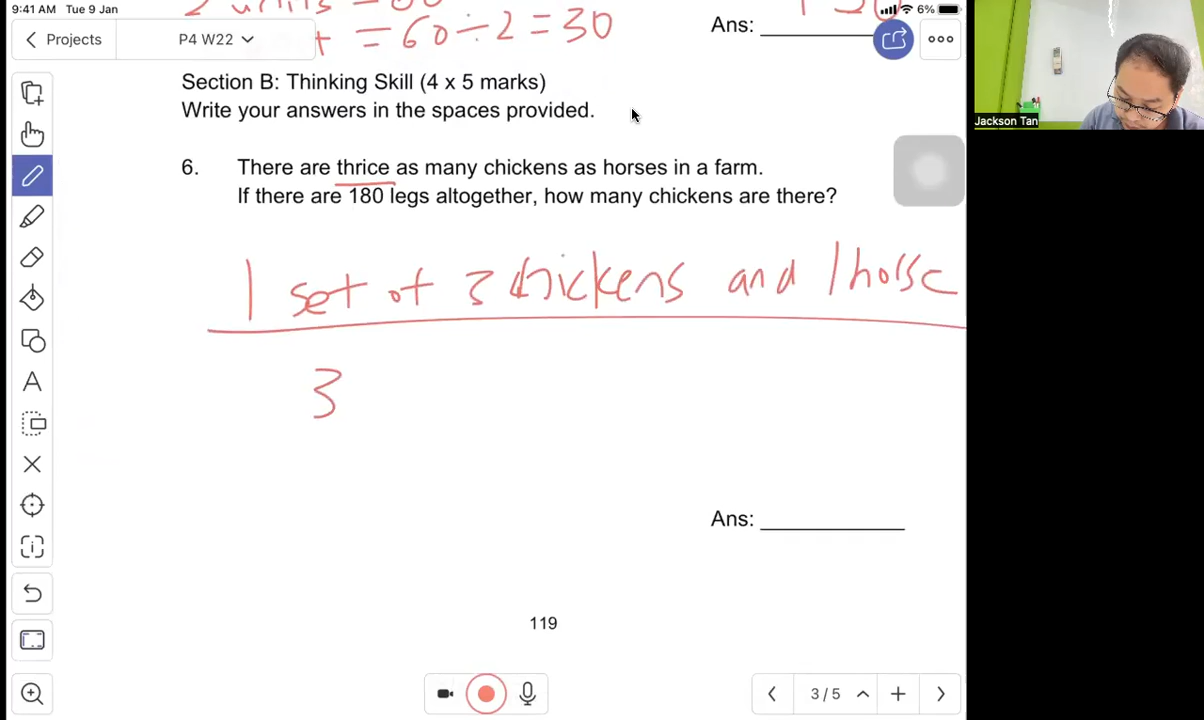 9:41 AM Tue 9 Jan
6%
2 units =
= 60 ÷ 2 = 30
Ans:
Projects
P4 W22
Section B: Thinking Skill (4 x 5 marks)
Write your answers in the spaces provided.
Jackson Tan
6. There are thrice as many chickens as horses in a farm.
If there are 180 legs altogether, how many chickens are there?
1 set of 3 chickens and 1 horse
3
A
Ans:
119
3 / 5